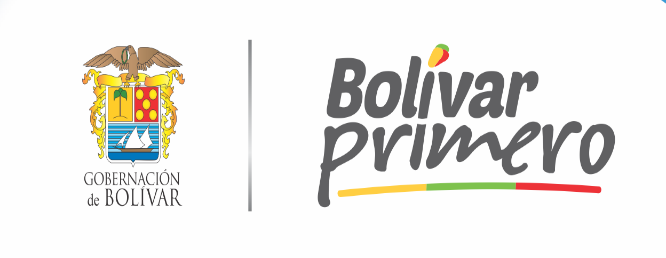 GOBERNACIÓN
de BOLÍVAR
Bolívar
primero